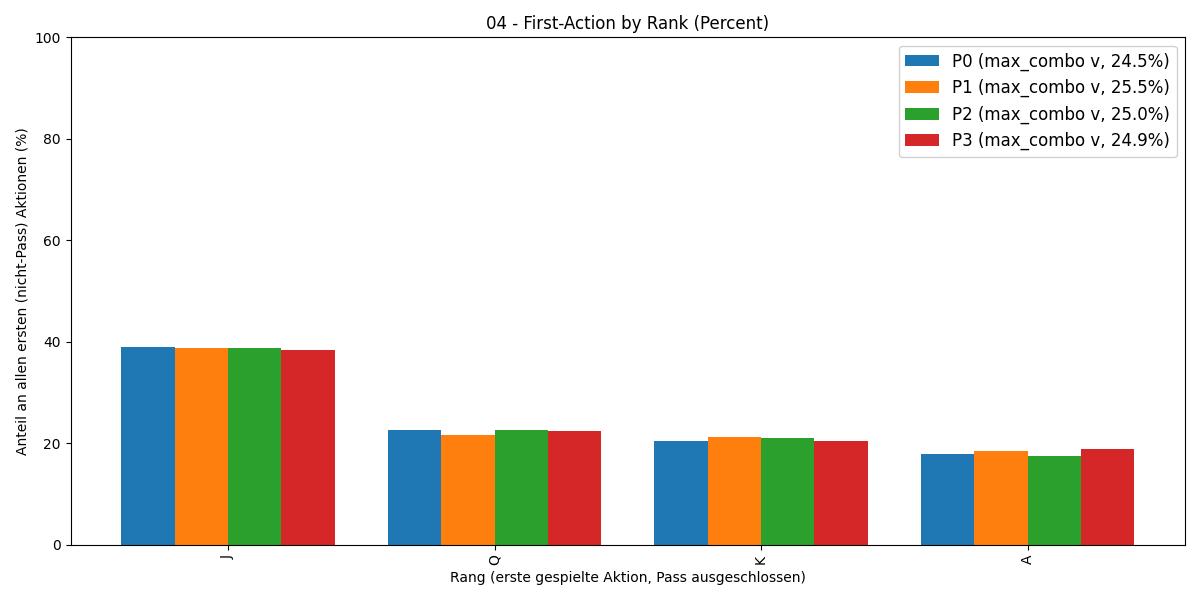 04 - First-Action by Rank (Percent)
Anteil an allen ersten (nicht-Pass) Aktionen (%)
100
80
60
40
20
0
P0 (max_combo v, 24.5%)
P1 (max_combo v, 25.5%)
P2 (max_combo v, 25.0%)
P3 (max_combo v, 24.9%)
J
Q
K
A
Rang (erste gespielte Aktion, Pass ausgeschlossen)